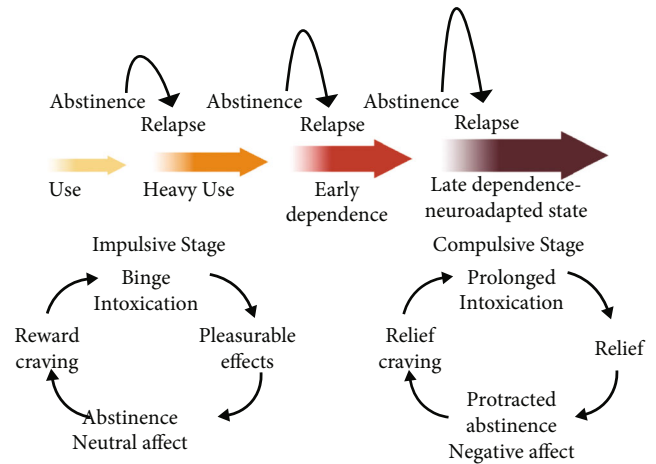 Abstinence
Relapse
Abstinence
Relapse
Abstinence
Relapse
Use
Heavy Use
Early
dependence
Late dependence-
neuroadapted state
Impulsive Stage
Binge
Intoxication
Pleasurable
effects
Abstinence
Neutral affect
Reward
craving
Compulsive Stage
Prolonged
Intoxication
Relief
Protracted
abstinence
Negative affect
Relief
craving